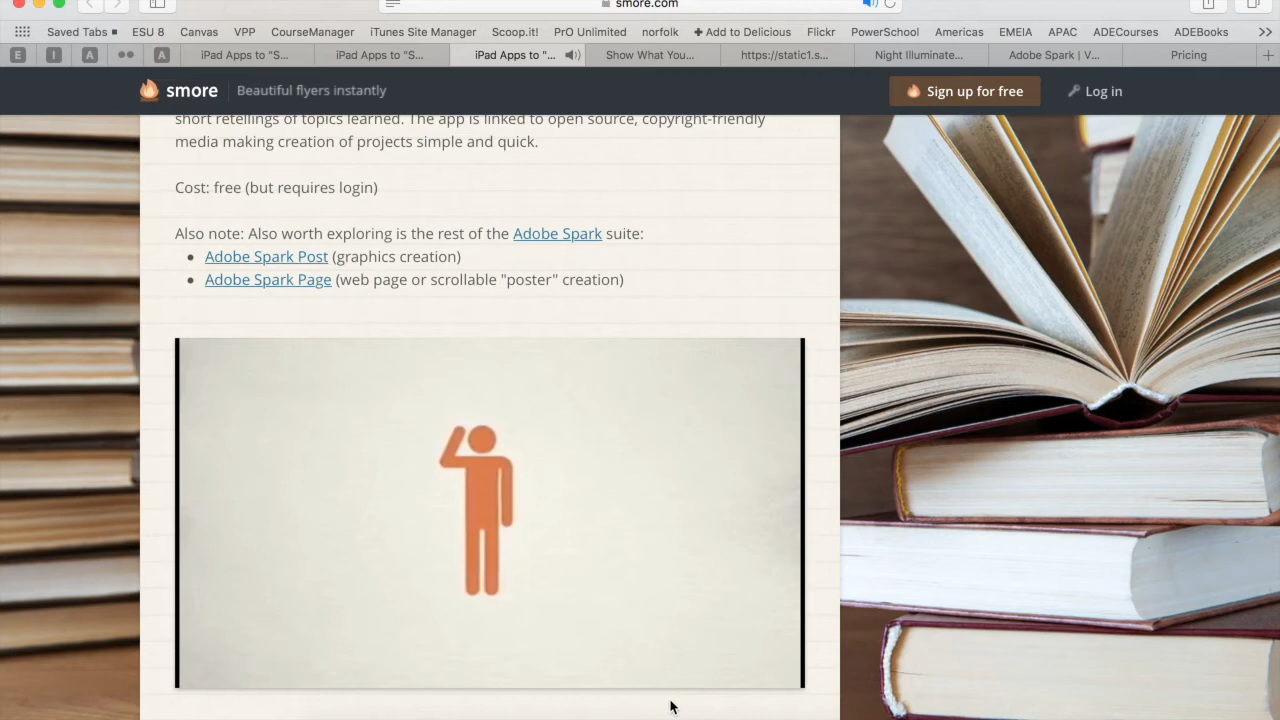 smore.com
Saved Tabs ESU 8 Canvas VPP CourseManager iTunes Site Manager Scoop.it! PrO Unlimited norfolk Add to Delicious Flickr PowerSchool Americas EMEIA APAC ADECourses ADEBooks >>
E I A A iPad Apps to "S... iPad Apps to "S... iPad Apps to "... Show What You... https://static1.s... Night Illuminate... Adobe Spark | V... Pricing +
smore Beautiful flyers instantly Sign up for free Log in
short retellings of topics learned. The app is linked to open source, copyright-friendly
media making creation of projects simple and quick.
Cost: free (but requires login)
Also note: Also worth exploring is the rest of the Adobe Spark suite:
• Adobe Spark Post (graphics creation)
• Adobe Spark Page (web page or scrollable "poster" creation)